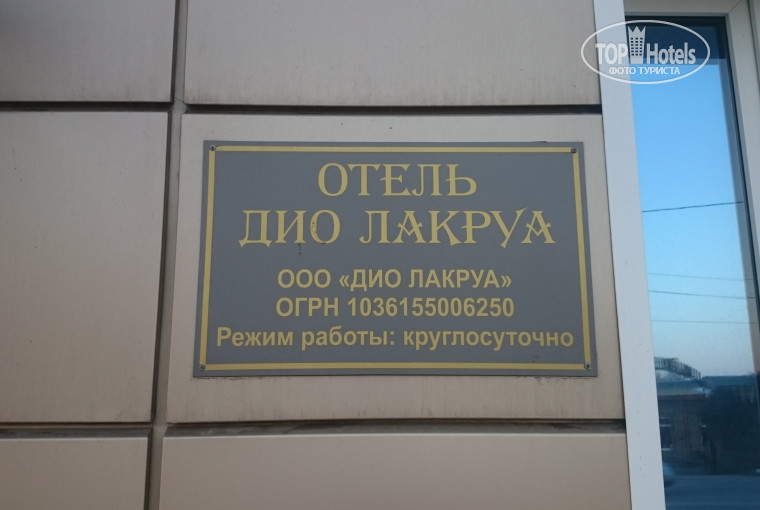 TOP Hotels
ФОТО ТУРИСТА
ОТЕЛЬ
ДИО ЛАКРУА
ООО «ДИО ЛАКРУА»
ОГРН 1036155006250
Режим работы: круглосуточно